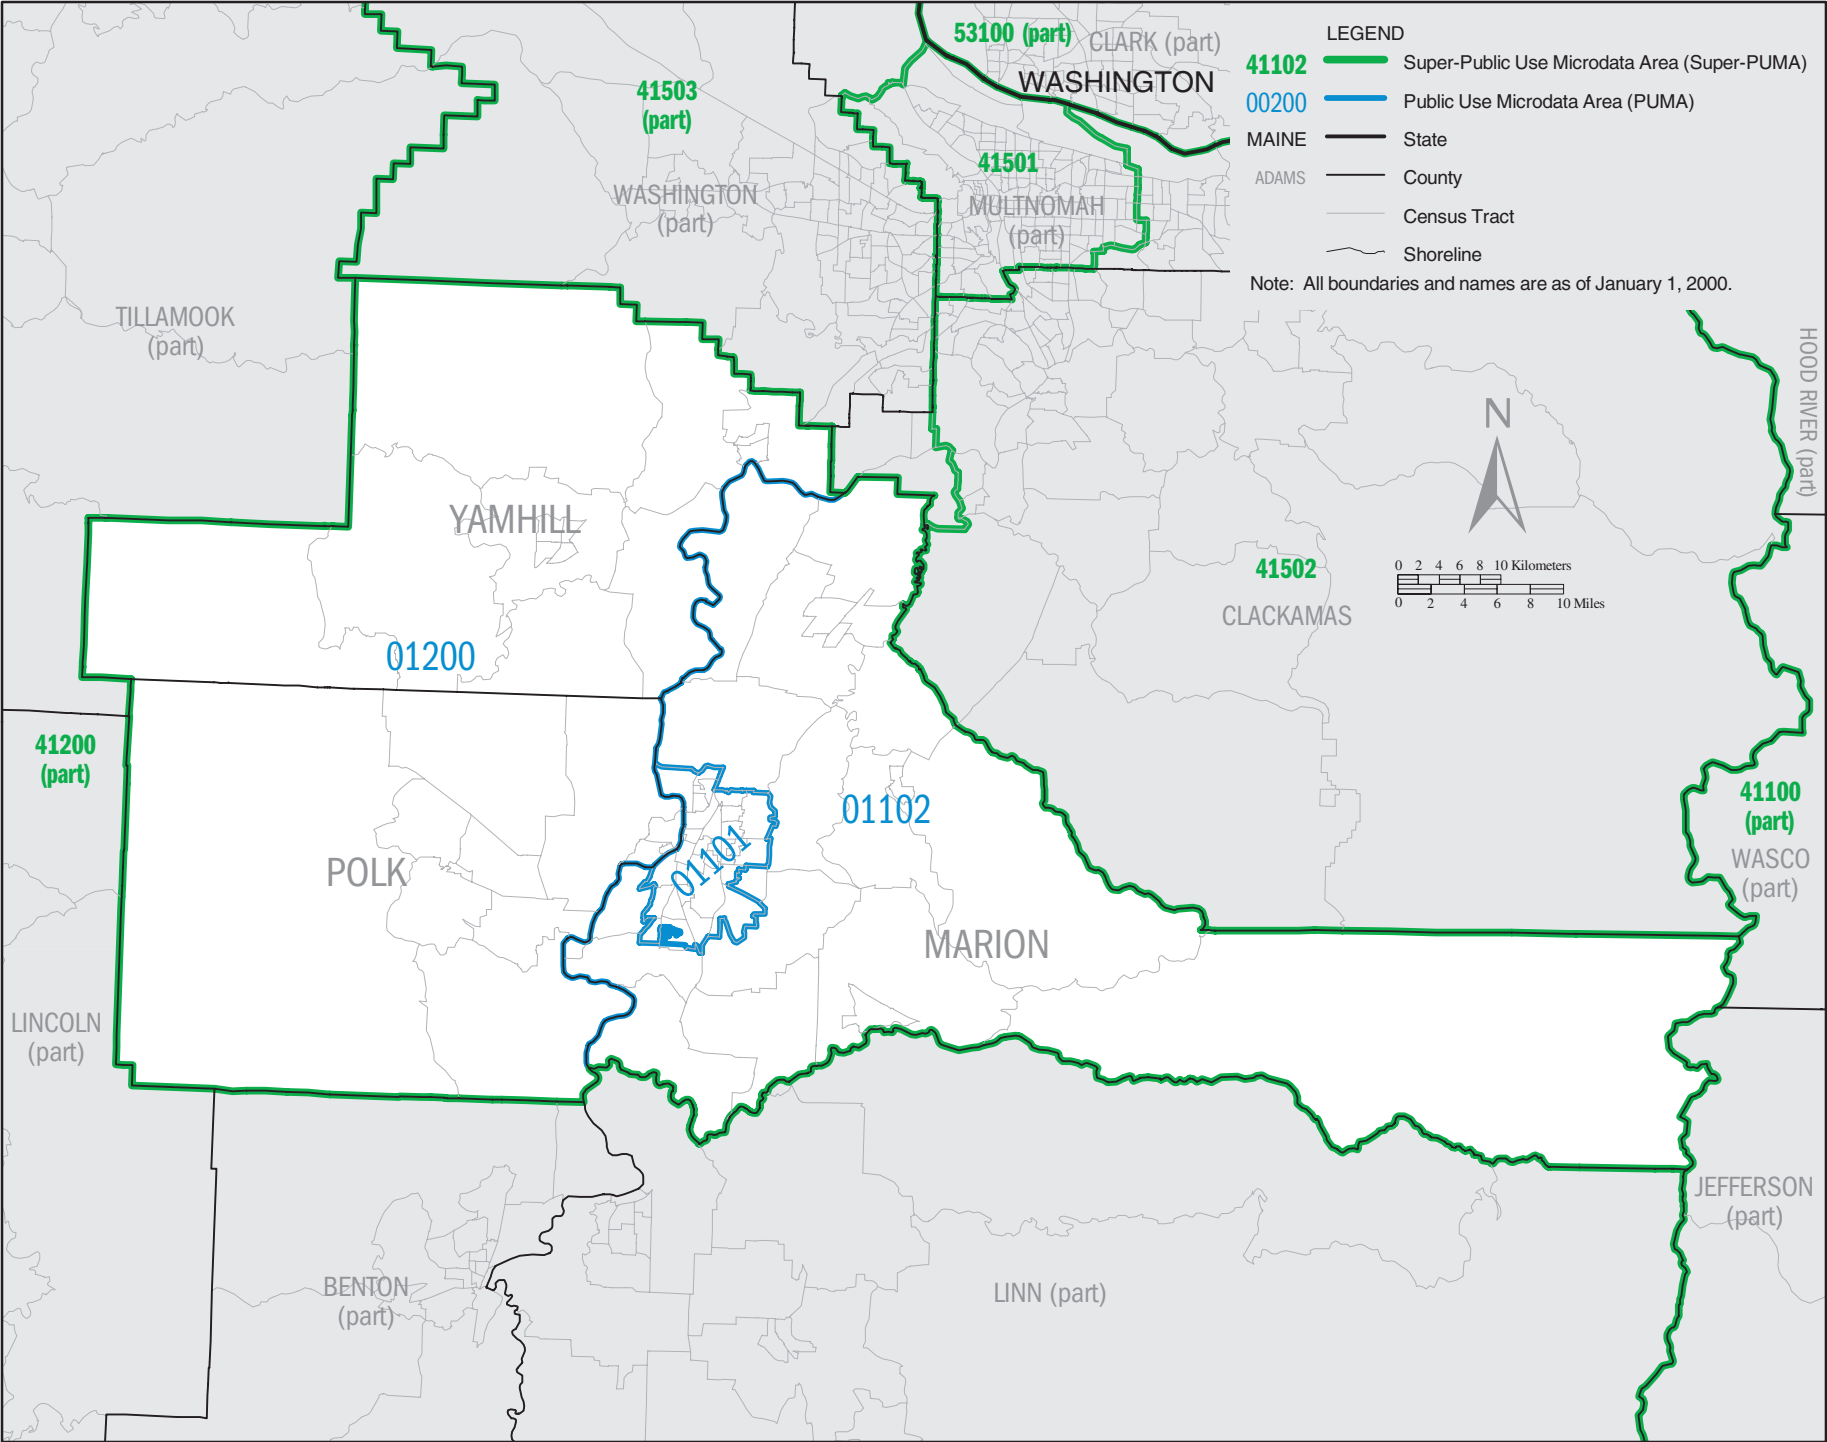 53100 (part)
CLARK (part)
WASHINGTON
LEGEND
41102 Super-Public Use Microdata Area (Super-PUMA)
00200 Public Use Microdata Area (PUMA)
MAINE State
ADAMS County
Census Tract
Shoreline
Note: All boundaries and names are as of January 1, 2000.
41503
(part)
41501
WASHINGTON
(part)
MULTNOMAH
(part)
TILLAMOOK
(part)
HOOD RIVER (part)
N
YAMHILL
41502
0 2 4 6 8 10 Kilometers
0 2 4 6 8 10 Miles
CLACKAMAS
01200
41200
(part)
01102
41100
(part)
01101
POLK
WASCO
(part)
MARION
LINCOLN
(part)
JEFFERSON
(part)
BENTON
(part)
LINN (part)